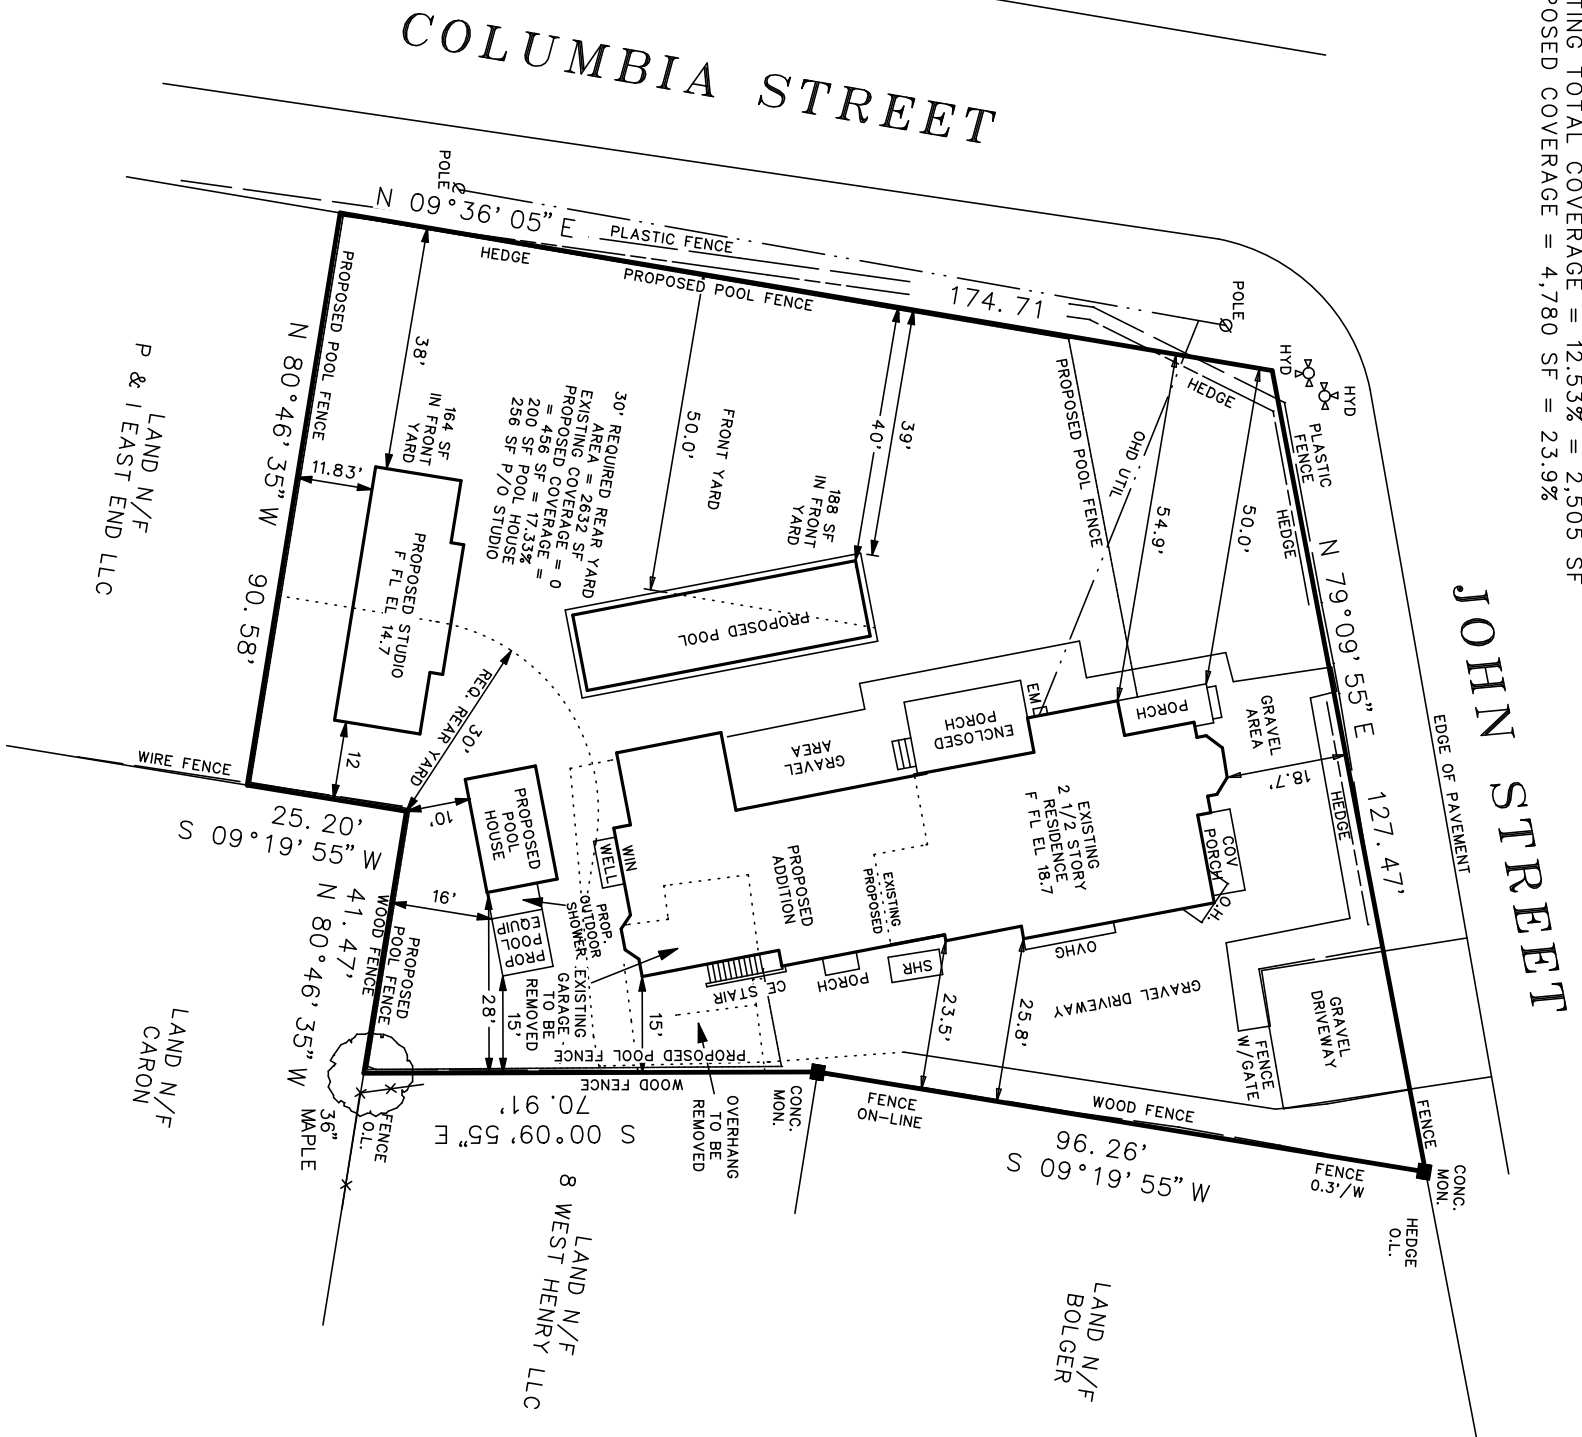 TING TOTAL COVERAGE = 12.53% = 2,505 SF
POSED COVERAGE = 4,780 SF = 23.9%
COLUMBIA STREET
JOHN STREET
EDGE OF PAVEMENT
POLE
N 09°36'05" E
PLASTIC FENCE
HEDGE
PROPOSED POOL FENCE
174.71
POLE
HYD
HYD
HEDGE
PLASTIC
FENCE
HEDGE
N 79°09'55" E
127.47'
HEDGE
PROPOSED POOL FENCE
N 80°46'35" W
90.58'
LAND N/F
P & I EAST END LLC
38'
164 SF
IN FRONT
YARD
11.83'
PROPOSED STUDIO
F FL EL 14.7
12
30' REQUIRED REAR YARD
AREA = 2632 SF
EXISTING COVERAGE = 0
PROPOSED COVERAGE =
= 456 SF = 17.33%
200 SF POOL HOUSE
256 SF P/O STUDIO
FRONT YARD
50.0'
40'
39'
188 SF
IN FRONT
YARD
PROPOSED POOL
PROPOSED POOL FENCE
OHD UTIL
54.9'
50.0'
REQ. REAR YARD
30'
GRAVEL
AREA
ENCLOSED
PORCH
EM
PORCH
GRAVEL
AREA
18.7'
COV
PORCH
O.H.
EXISTING
2 1/2 STORY
RESIDENCE
F FL EL 18.7
PROPOSED
ADDITION
EXISTING
PROPOSED
WIN
WELL
WIRE FENCE
25.20'
S 09°19'55" W
10'
PROPOSED
POOL
HOUSE
16'
PROP
POOL
EQUIP
PROP.
OUTDOOR
SHOWER
EXISTING
GARAGE
TO BE
REMOVED
28'
15'
15'
CE
STAIR
PORCH
SHR
OVHG
23.5'
25.8'
GRAVEL DRIVEWAY
GRAVEL
DRIVEWAY
FENCE
W/GATE
FENCE
WOOD FENCE
PROPOSED
POOL FENCE
41.47'
N 80°46'35" W
PROPOSED POOL FENCE
WOOD FENCE
70.91'
S 00°09'55" E
FENCE
O.L.
36"
MAPLE
OVERHANG
TO BE
REMOVED
CONC.
MON.
FENCE
ON-LINE
WOOD FENCE
96.26'
S 09°19'55" W
FENCE
0.3'/W
CONC.
MON.
HEDGE
O.L.
LAND N/F
CARON
LAND N/F
8 WEST HENRY LLC
LAND N/F
BOLGER